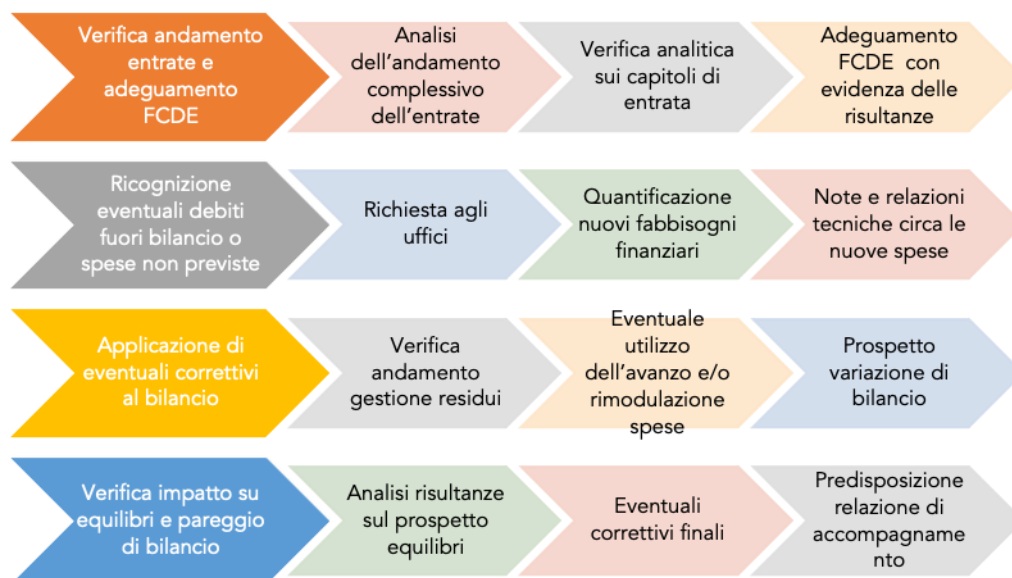 Verifica andamento
entrate e
adeguamento
FCDE
Analisi
dell'andamento
complessivo
dell'entrate
Verifica analitica
sui capitoli di
entrata
Adeguamento
FCDE con
evidenza delle
risultanze
Ricognizione
eventuali debiti
fuori bilancio o
spese non previste
Richiesta agli
uffici
Quantificazione
nuovi fabbisogni
finanziari
Note e relazioni
tecniche circa le
nuove spese
Applicazione di
eventuali correttivi
al bilancio
Verifica
andamento
gestione residui
Eventuale
utilizzo
dell'avanzo e/o
rimodulazione
spese
Prospetto
variazione di
bilancio
Verifica impatto su
equilibri e pareggio
di bilancio
Analisi risultanze
sul prospetto
equilibri
Eventuali
correttivi finali
Predisposizione
relazione di
accompagname
nto